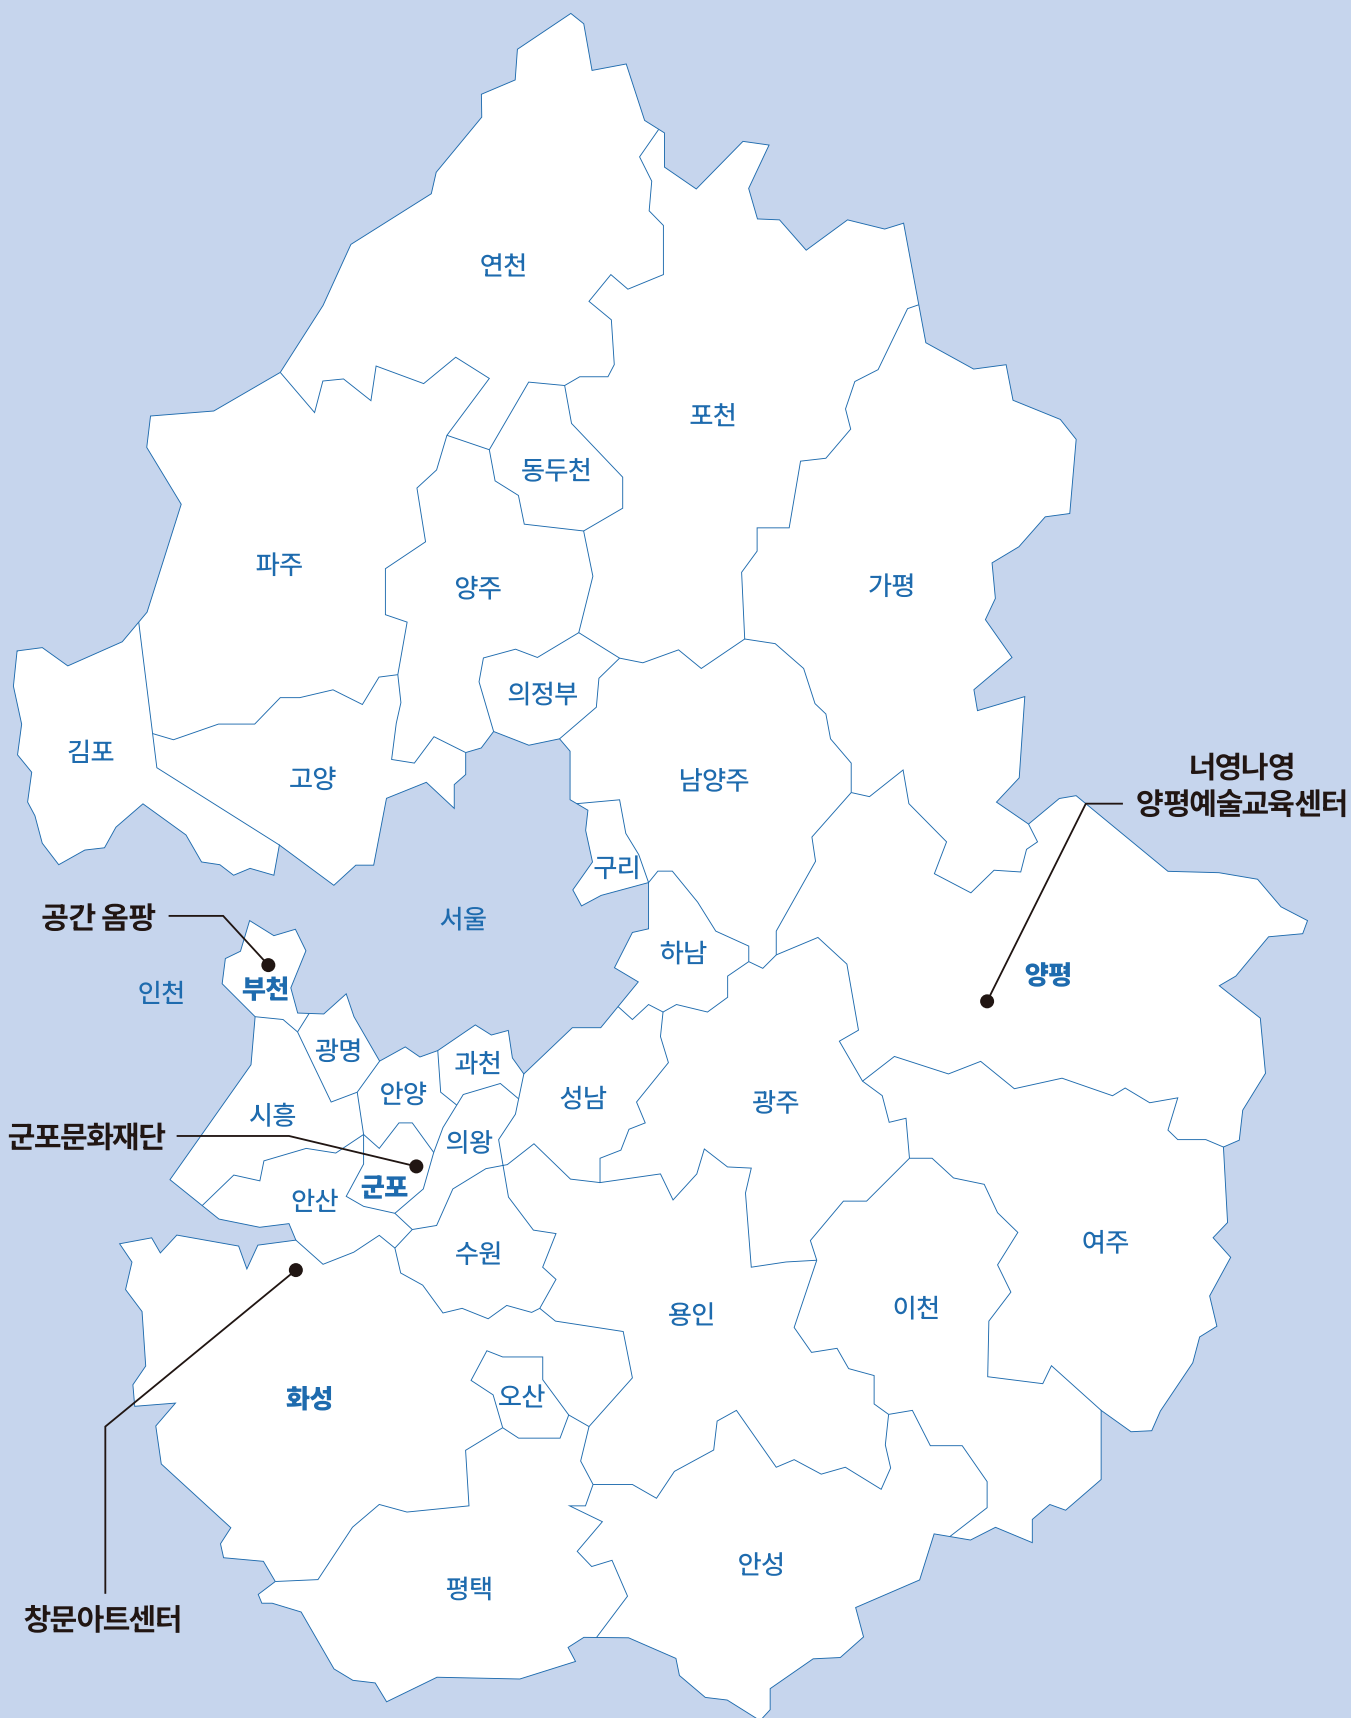 연천
포천
동두천
파주
양주
가평
의정부
김포
고양
남양주
너영나영
양평예술교육센터
구리
공간 옴팡
서울
하남
양평
부천
인천
광명
과천
안양
성남
광주
시흥
군포문화재단
의왕
군포
안산
수원
여주
이천
용인
화성
오산
안성
평택
창문아트센터